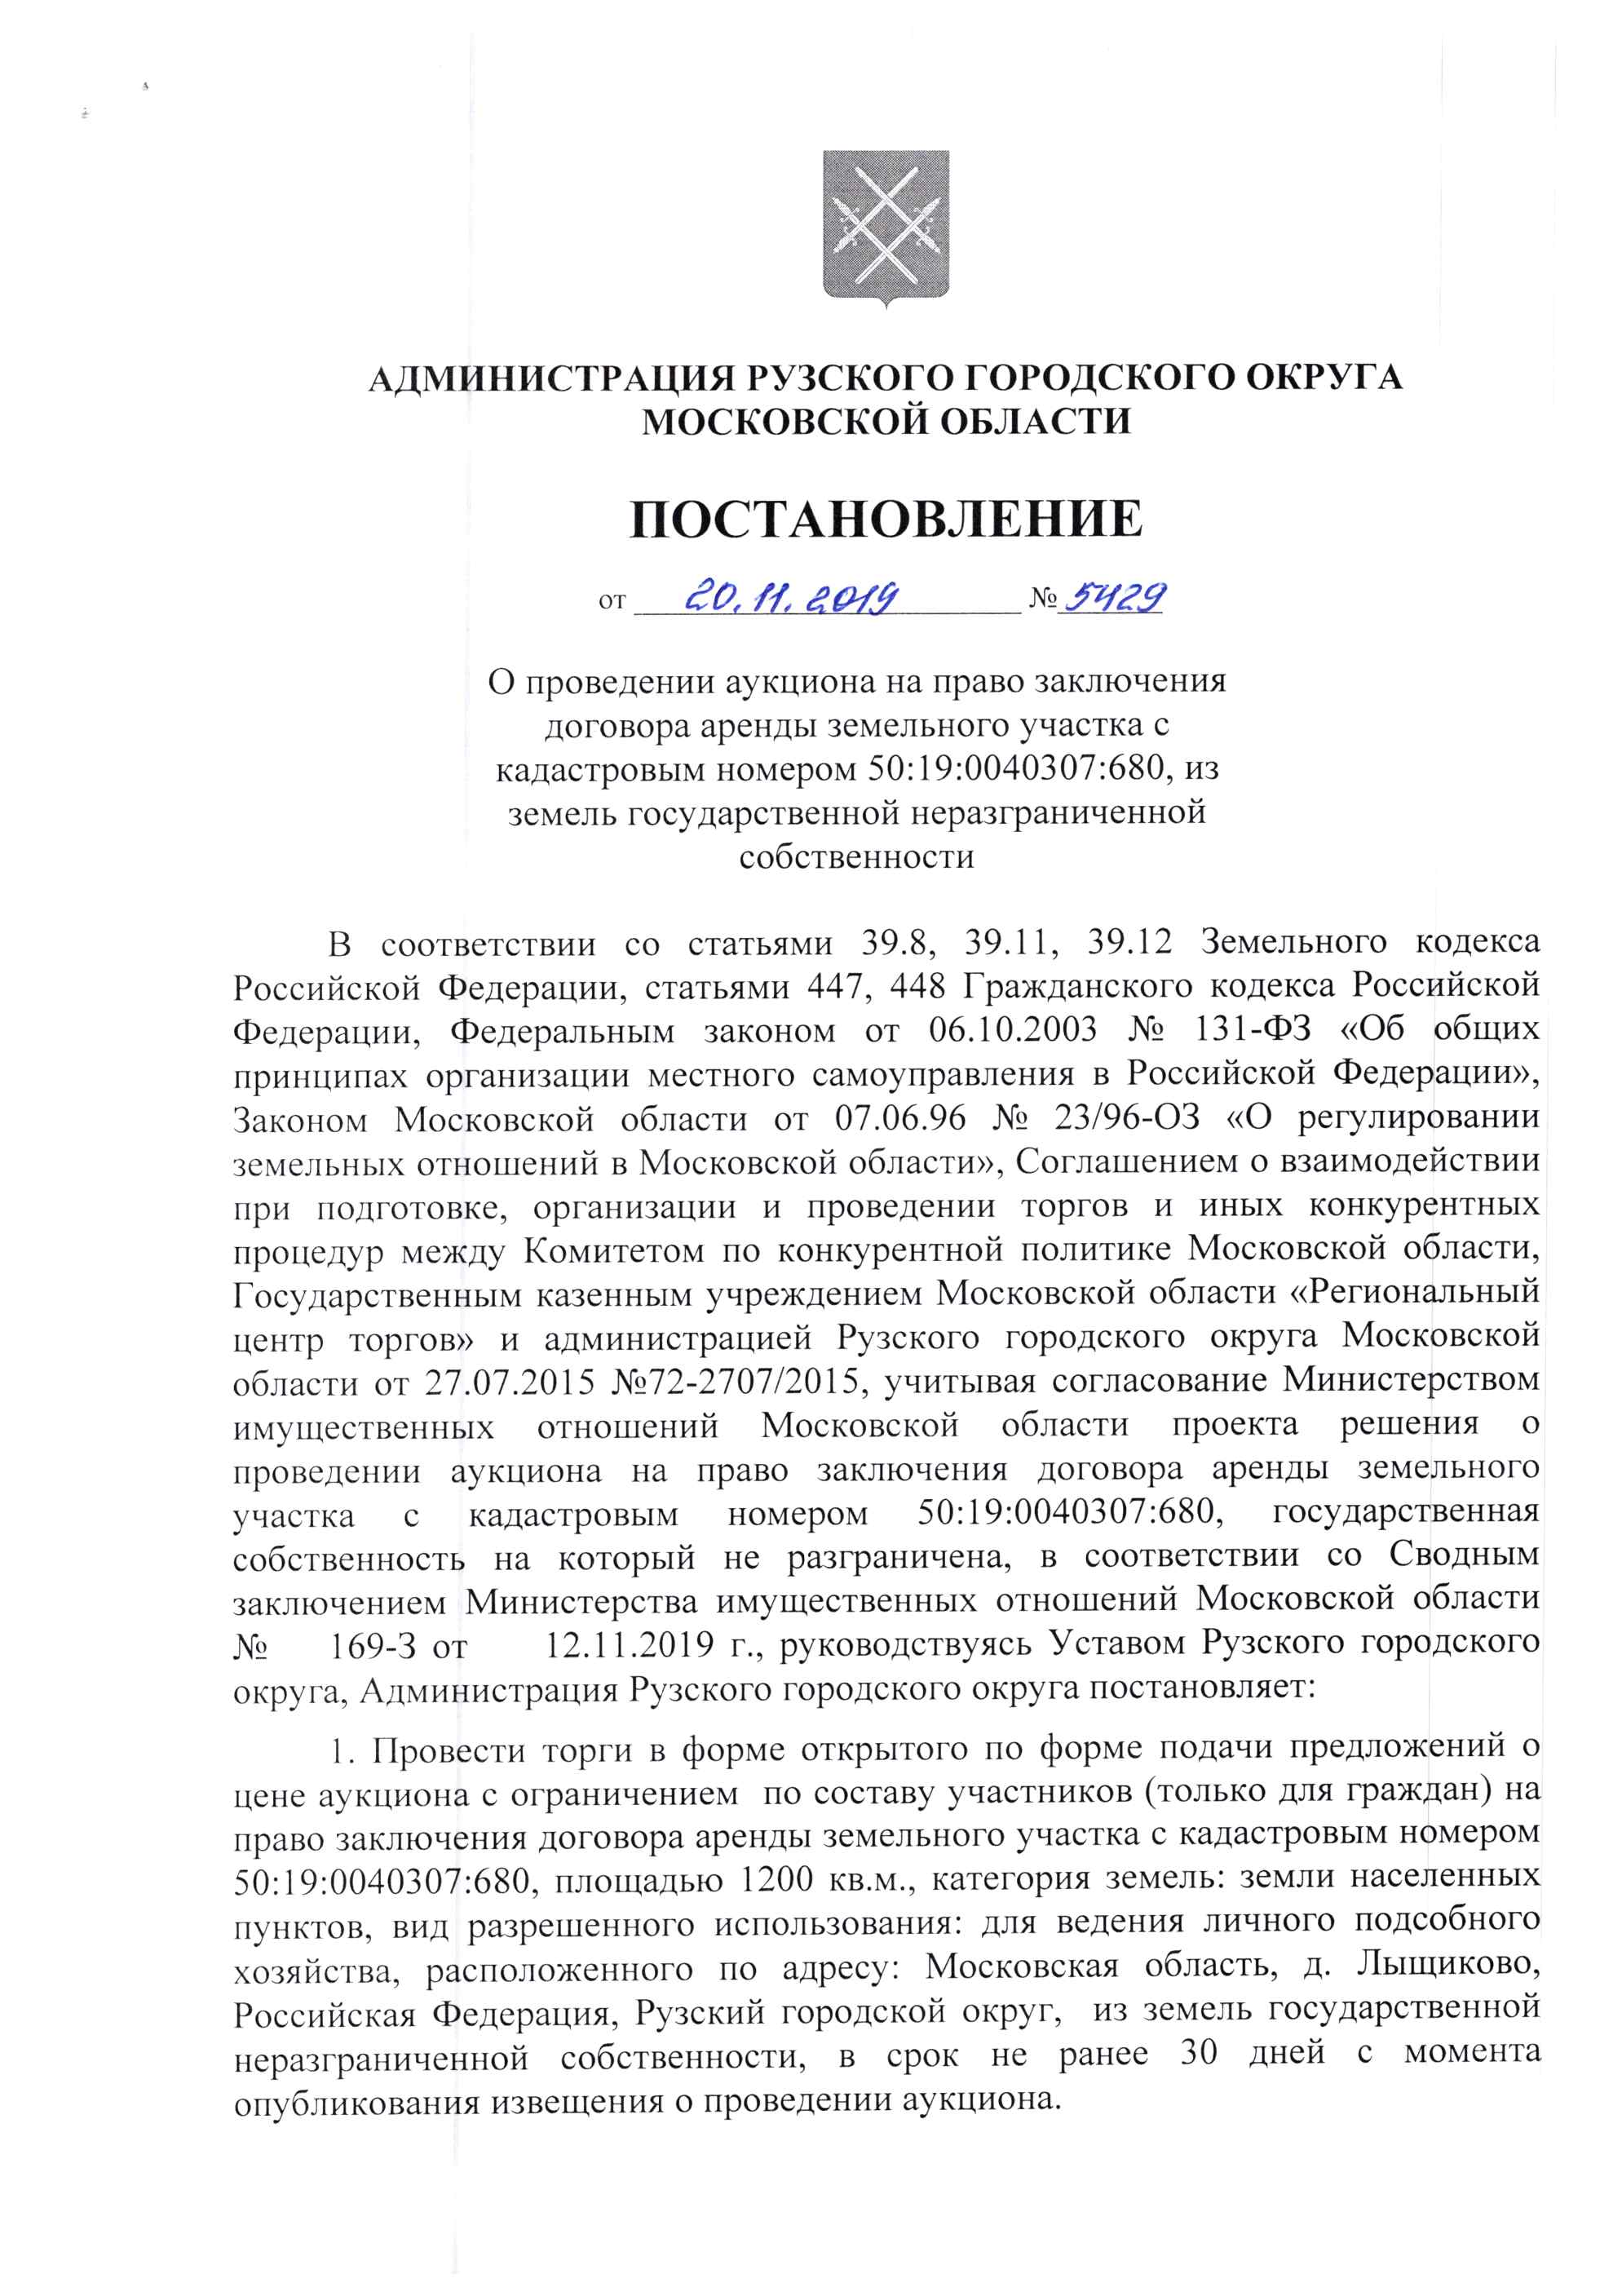 АДМИНИСТРАЦИЯ РУЗСКОГО ГОРОДСКОГО ОКРУГА
МОСКОВСКОЙ ОБЛАСТИ
ПОСТАНОВЛЕНИЕ
от 20.11.2019 № 5429
О проведении аукциона на право заключения
договора аренды земельного участка с
кадастровым номером 50:19:0040307:680, из
земель государственной неразграниченной
собственности
В соответствии со статьями 39.8, 39.11, 39.12 Земельного кодекса
Российской Федерации, статьями 447, 448 Гражданского кодекса Российской
Федерации, Федеральным законом от 06.10.2003 № 131-ФЗ «Об общих
принципах организации местного самоуправления в Российской Федерации»,
Законом Московской области от 07.06.96 № 23/96-ОЗ «О регулировании
земельных отношений в Московской области», Соглашением о взаимодействии
при подготовке, организации и проведении торгов и иных конкурентных
процедур между Комитетом по конкурентной политике Московской области,
Государственным казенным учреждением Московской области «Региональный
центр торгов» и администрацией Рузского городского округа Московской
области от 27.07.2015 №72-2707/2015, учитывая согласование Министерством
имущественных отношений Московской области проекта решения о
проведении аукциона на право заключения договора аренды земельного
участка с кадастровым номером 50:19:0040307:680, государственная
собственность на который не разграничена, в соответствии со Сводным
заключением Министерства имущественных отношений Московской области
№ 169-З от 12.11.2019 г., руководствуясь Уставом Рузского городского
округа, Администрация Рузского городского округа постановляет:
1. Провести торги в форме открытого по форме подачи предложений о
цене аукциона с ограничением по составу участников (только для граждан) на
право заключения договора аренды земельного участка с кадастровым номером
50:19:0040307:680, площадью 1200 кв.м., категория земель: земли населенных
пунктов, вид разрешенного использования: для ведения личного подсобного
хозяйства, расположенного по адресу: Московская область, д. Лыщиково,
Российская Федерация, Рузский городской округ, из земель государственной
неразграниченной собственности, в срок не ранее 30 дней с момента
опубликования извещения о проведении аукциона.